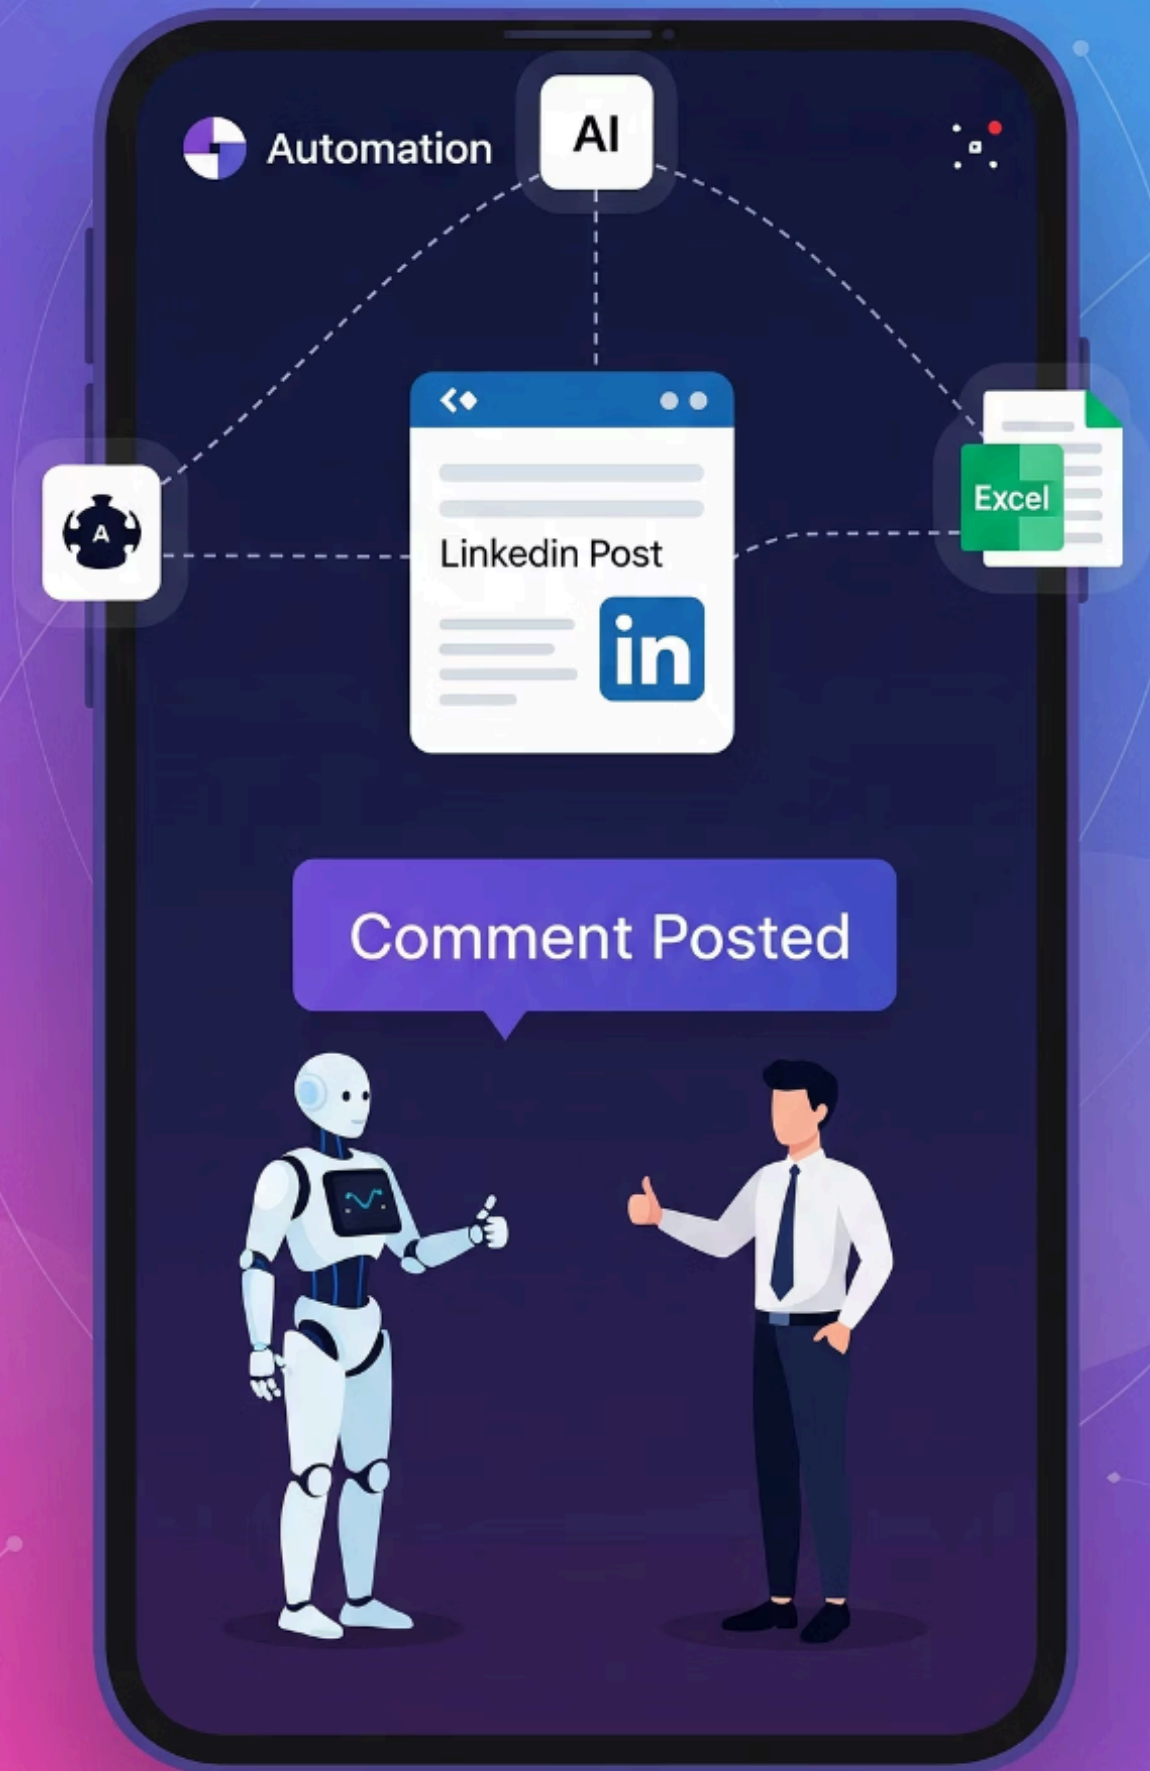 Automation
AI
A
Excel
Linkedin Post
in
Comment Posted